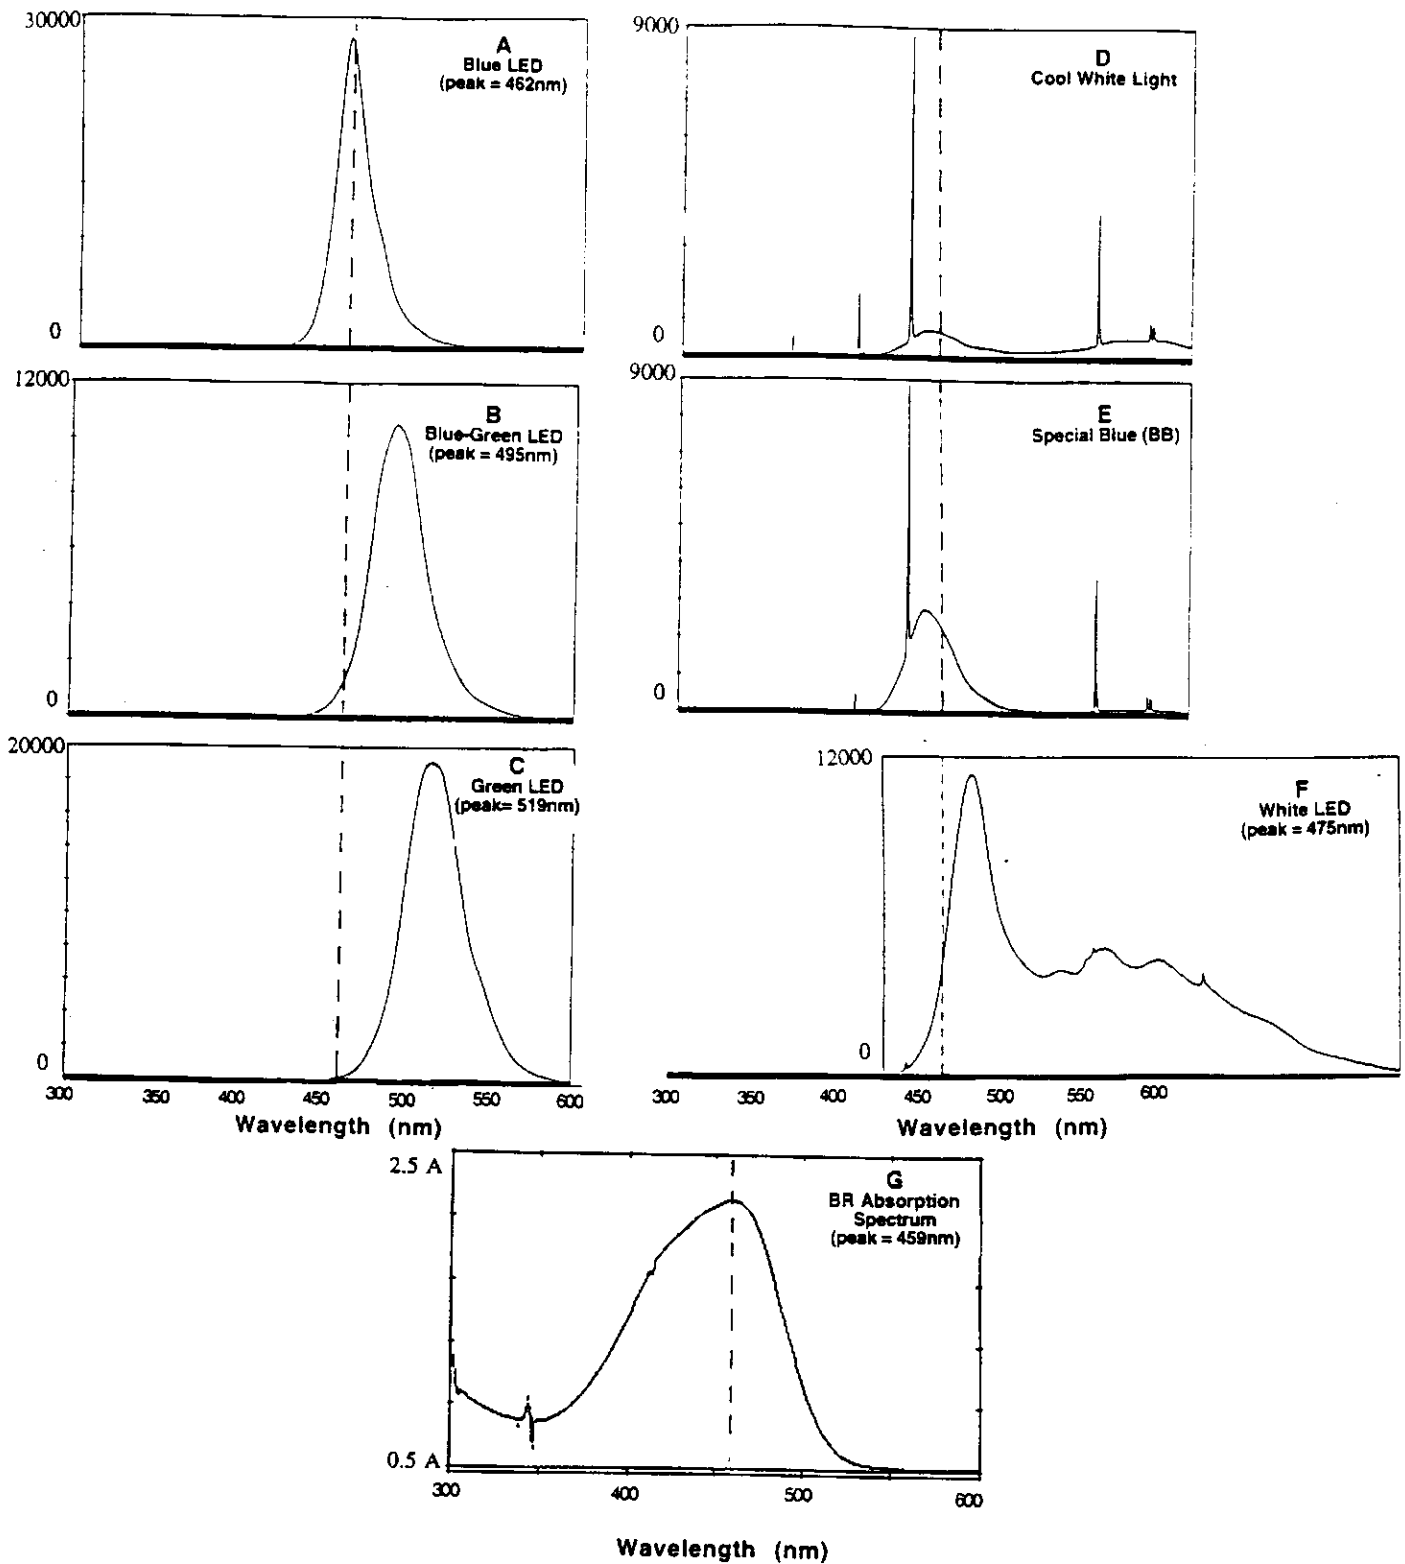 30000
A
Blue LED
(peak = 462nm)
0
12000
B
Blue-Green LED
(peak = 495nm)
0
20000
C
Green LED
(peak= 519nm)
0
300 350 400 450 500 550 600
Wavelength (nm)
9000
D
Cool White Light
0
9000
E
Special Blue (BB)
0
12000
F
White LED
(peak = 475nm)
0
300 350 400 450 500 550 600
Wavelength (nm)
2.5 A
G
BR Absorption
Spectrum
(peak = 459nm)
0.5 A
300 400 500 600
Wavelength (nm)